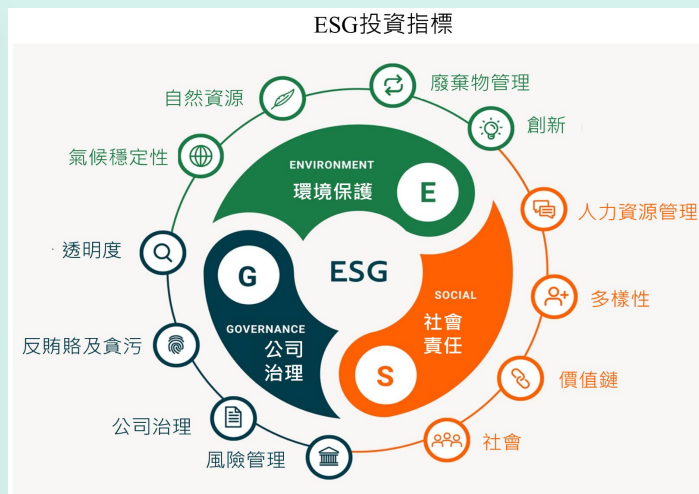 ESG投資指標
自然資源
廢棄物管理
創新
氣候穩定性
ENVIRONMENT
環境保護
E
人力資源管理
透明度
G
ESG
多樣性
SOCIAL
社會
責任
GOVERNANCE
公司
治理
反賄賂及貪污
S
價值鏈
公司治理
社會
風險管理